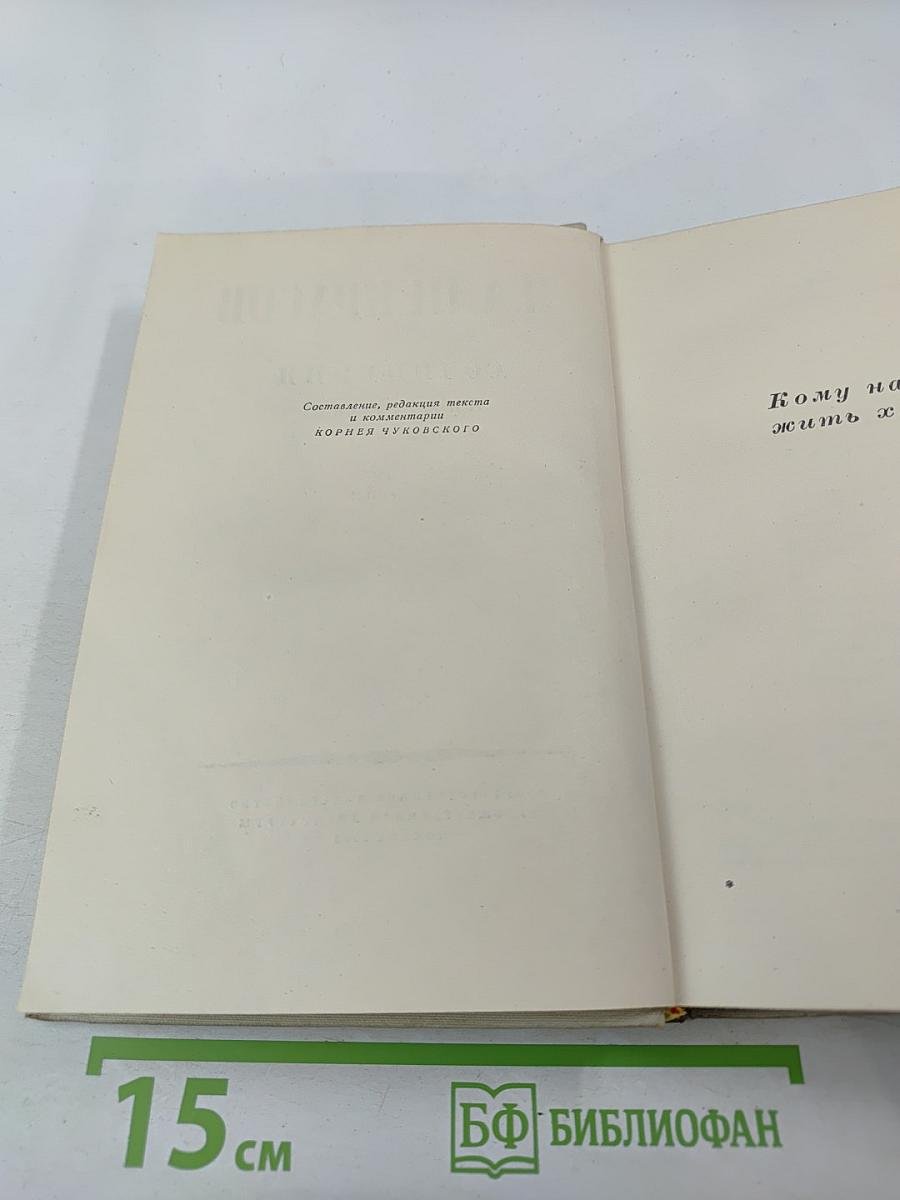 Составление, редакция текста
и комментарии
КОРНЕЯ ЧУКОВСКОГО
Кому на
жить х
*
15 см
БФ БИБЛИОФАН